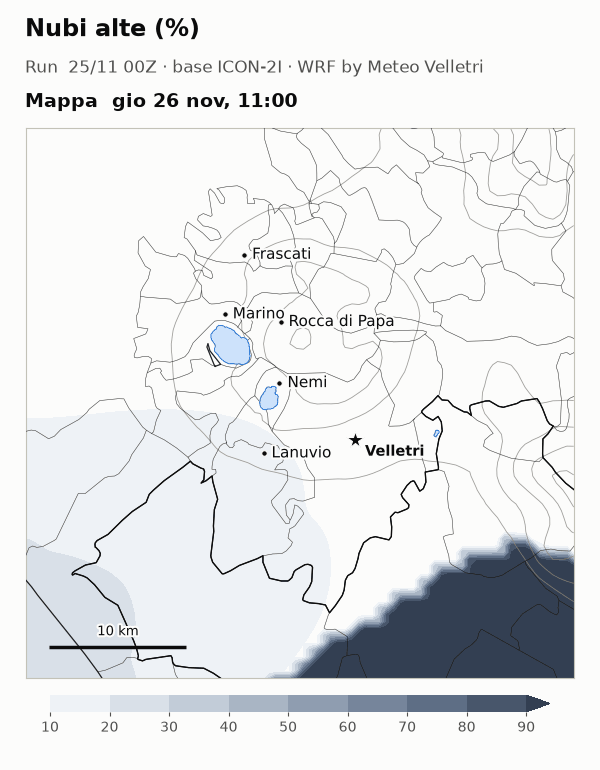 Nubi alte (%)
Run  25/11 00Z · base ICON-2I · WRF by Meteo Velletri
Mappa  gio 26 nov, 11:00
Frascati
Marino
Rocca di Papa
Nemi
Velletri
Lanuvio
10 km
10 20 30 40 50 60 70 80 90